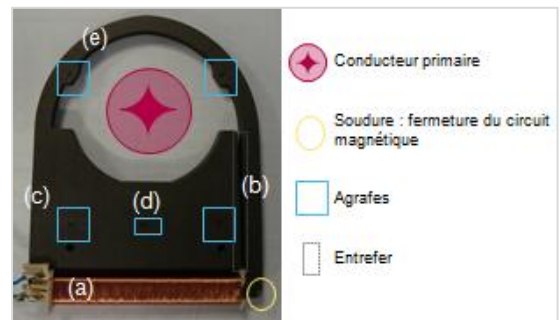 (e)
(c)
(d)
(b)
(a)
Conducteur primaire
Soudure : fermeture du circuit
magnétique
Agrafes
Entrefer